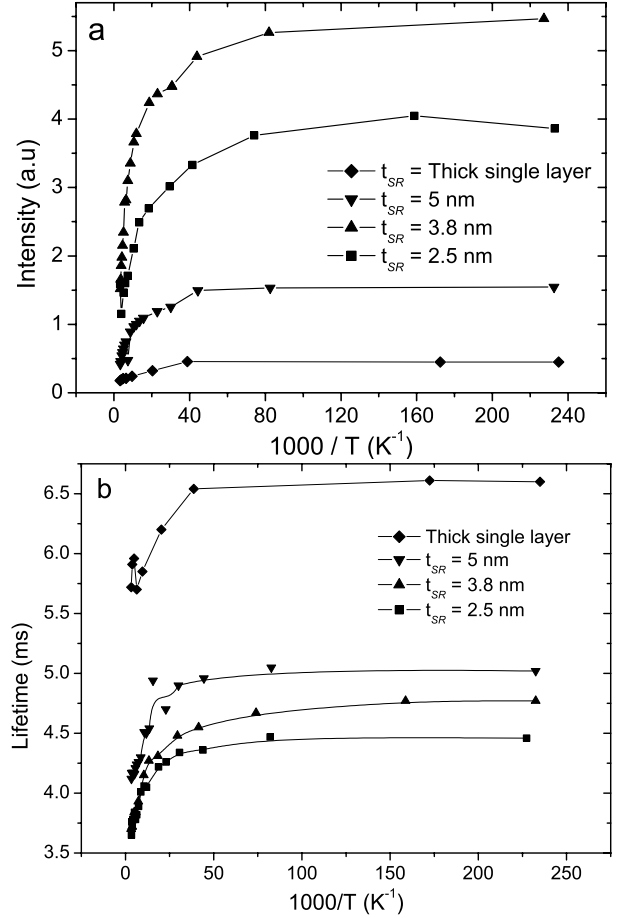 a
Intensity (a.u)
5
4
3
2
1
0
t_SR = Thick single layer
t_SR = 5 nm
t_SR = 3.8 nm
t_SR = 2.5 nm
0 40 80 120 160 200 240
1000 / T (K⁻¹)
b
Lifetime (ms)
6.5
6.0
5.5
5.0
4.5
4.0
3.5
Thick single layer
t_SR = 5 nm
t_SR = 3.8 nm
t_SR = 2.5 nm
0 50 100 150 200 250
1000/T (K⁻¹)